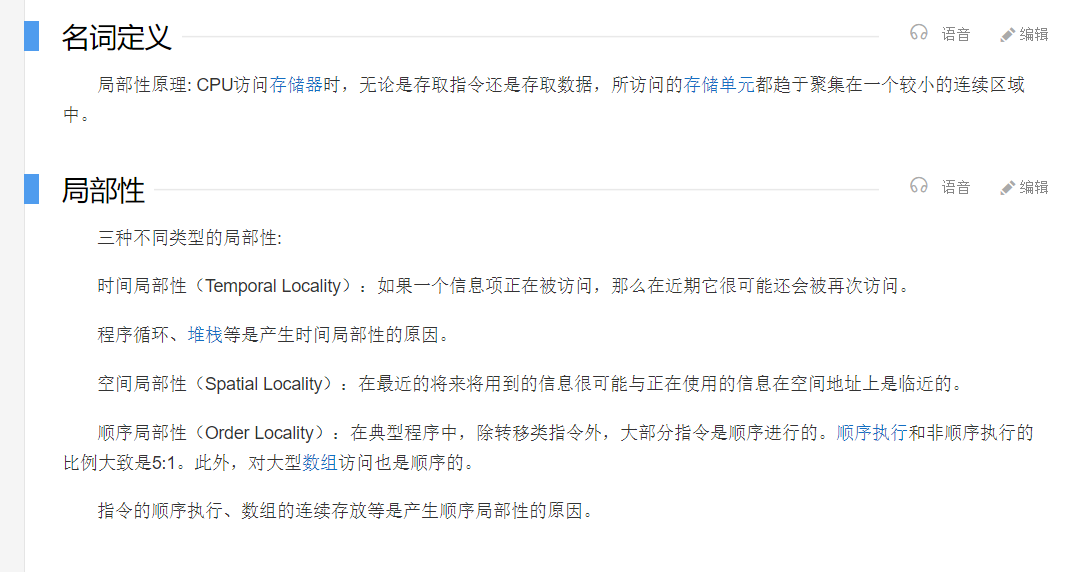 名词定义
语音
编辑
局部性原理: CPU访问存储器时，无论是存取指令还是存取数据，所访问的存储单元都趋于聚集在一个较小的连续区域
中。
局部性
语音
编辑
三种不同类型的局部性:
时间局部性（Temporal Locality）：如果一个信息项正在被访问，那么在近期它很可能还会被再次访问。
程序循环、堆栈等是产生时间局部性的原因。
空间局部性（Spatial Locality）：在最近的将来将用到的信息很可能与正在使用的信息在空间地址上是临近的。
顺序局部性（Order Locality）：在典型程序中，除转移类指令外，大部分指令是顺序进行的。顺序执行和非顺序执行的
比例大致是5:1。此外，对大型数组访问也是顺序的。
指令的顺序执行、数组的连续存放等是产生顺序局部性的原因。